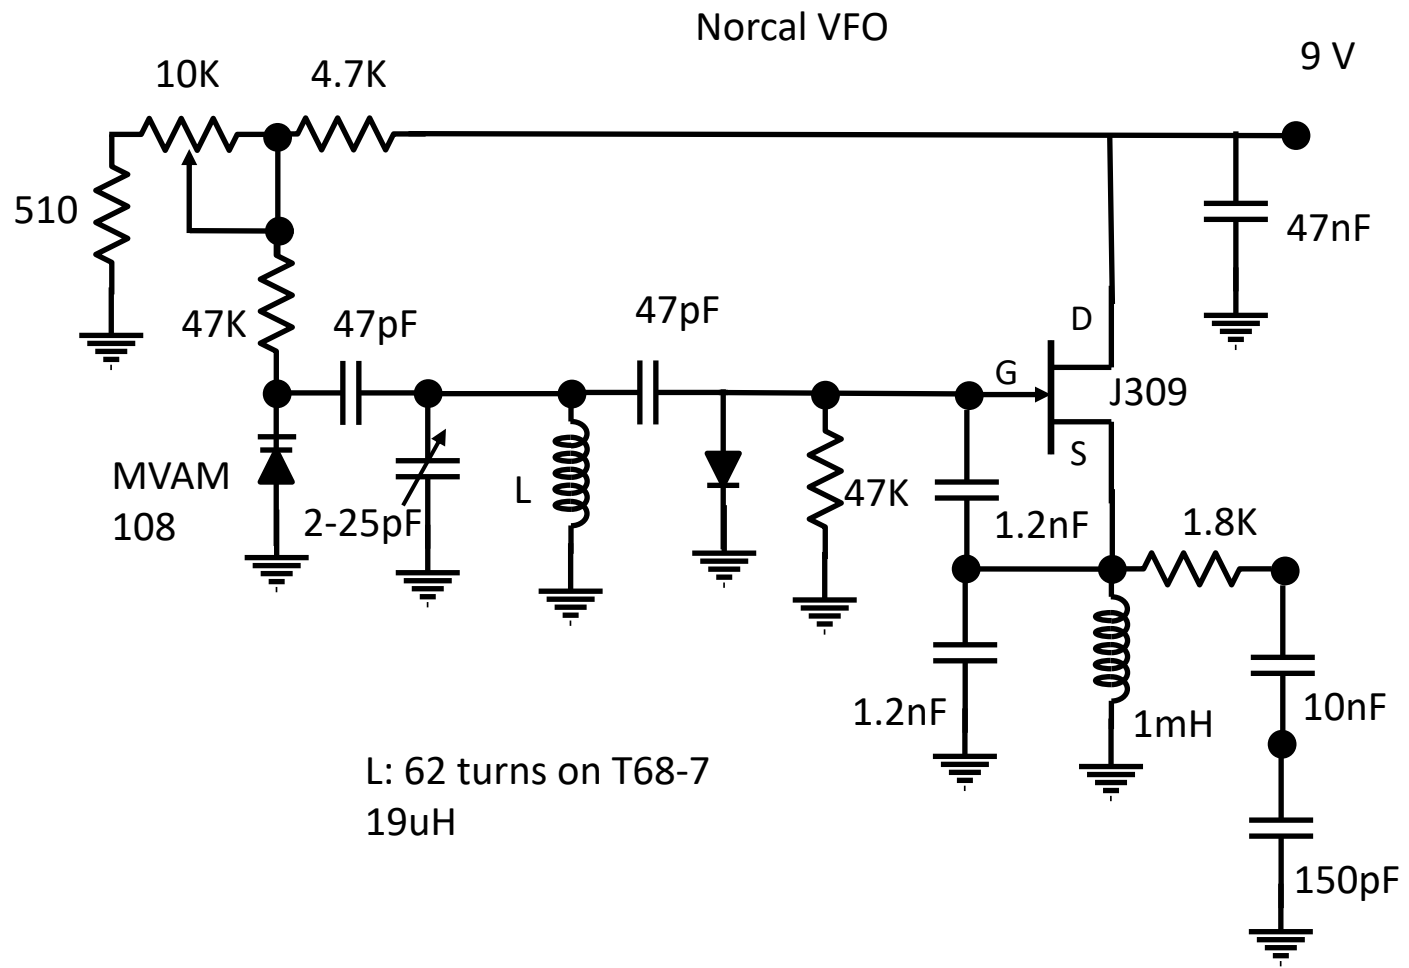 Norcal VFO
9 V
10K
4.7K
510
47nF
47K
47pF
47pF
D
G
J309
S
MVAM
108
2-25pF
L
47K
1.2nF
1.8K
1.2nF
1mH
10nF
L: 62 turns on T68-7
19uH
150pF